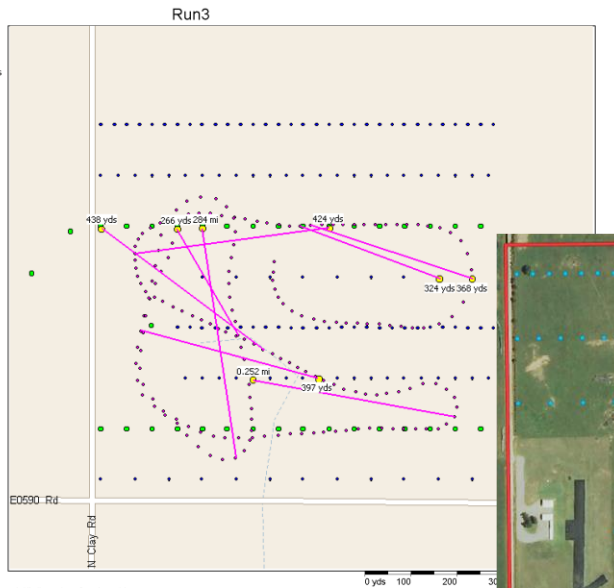 Run3
s
438 yds
266 yds
284 mi
424 yds
324 yds
368 yds
0.252 mi
397 yds
E0590 Rd
N Clay Rd
0 yds 100 200 30